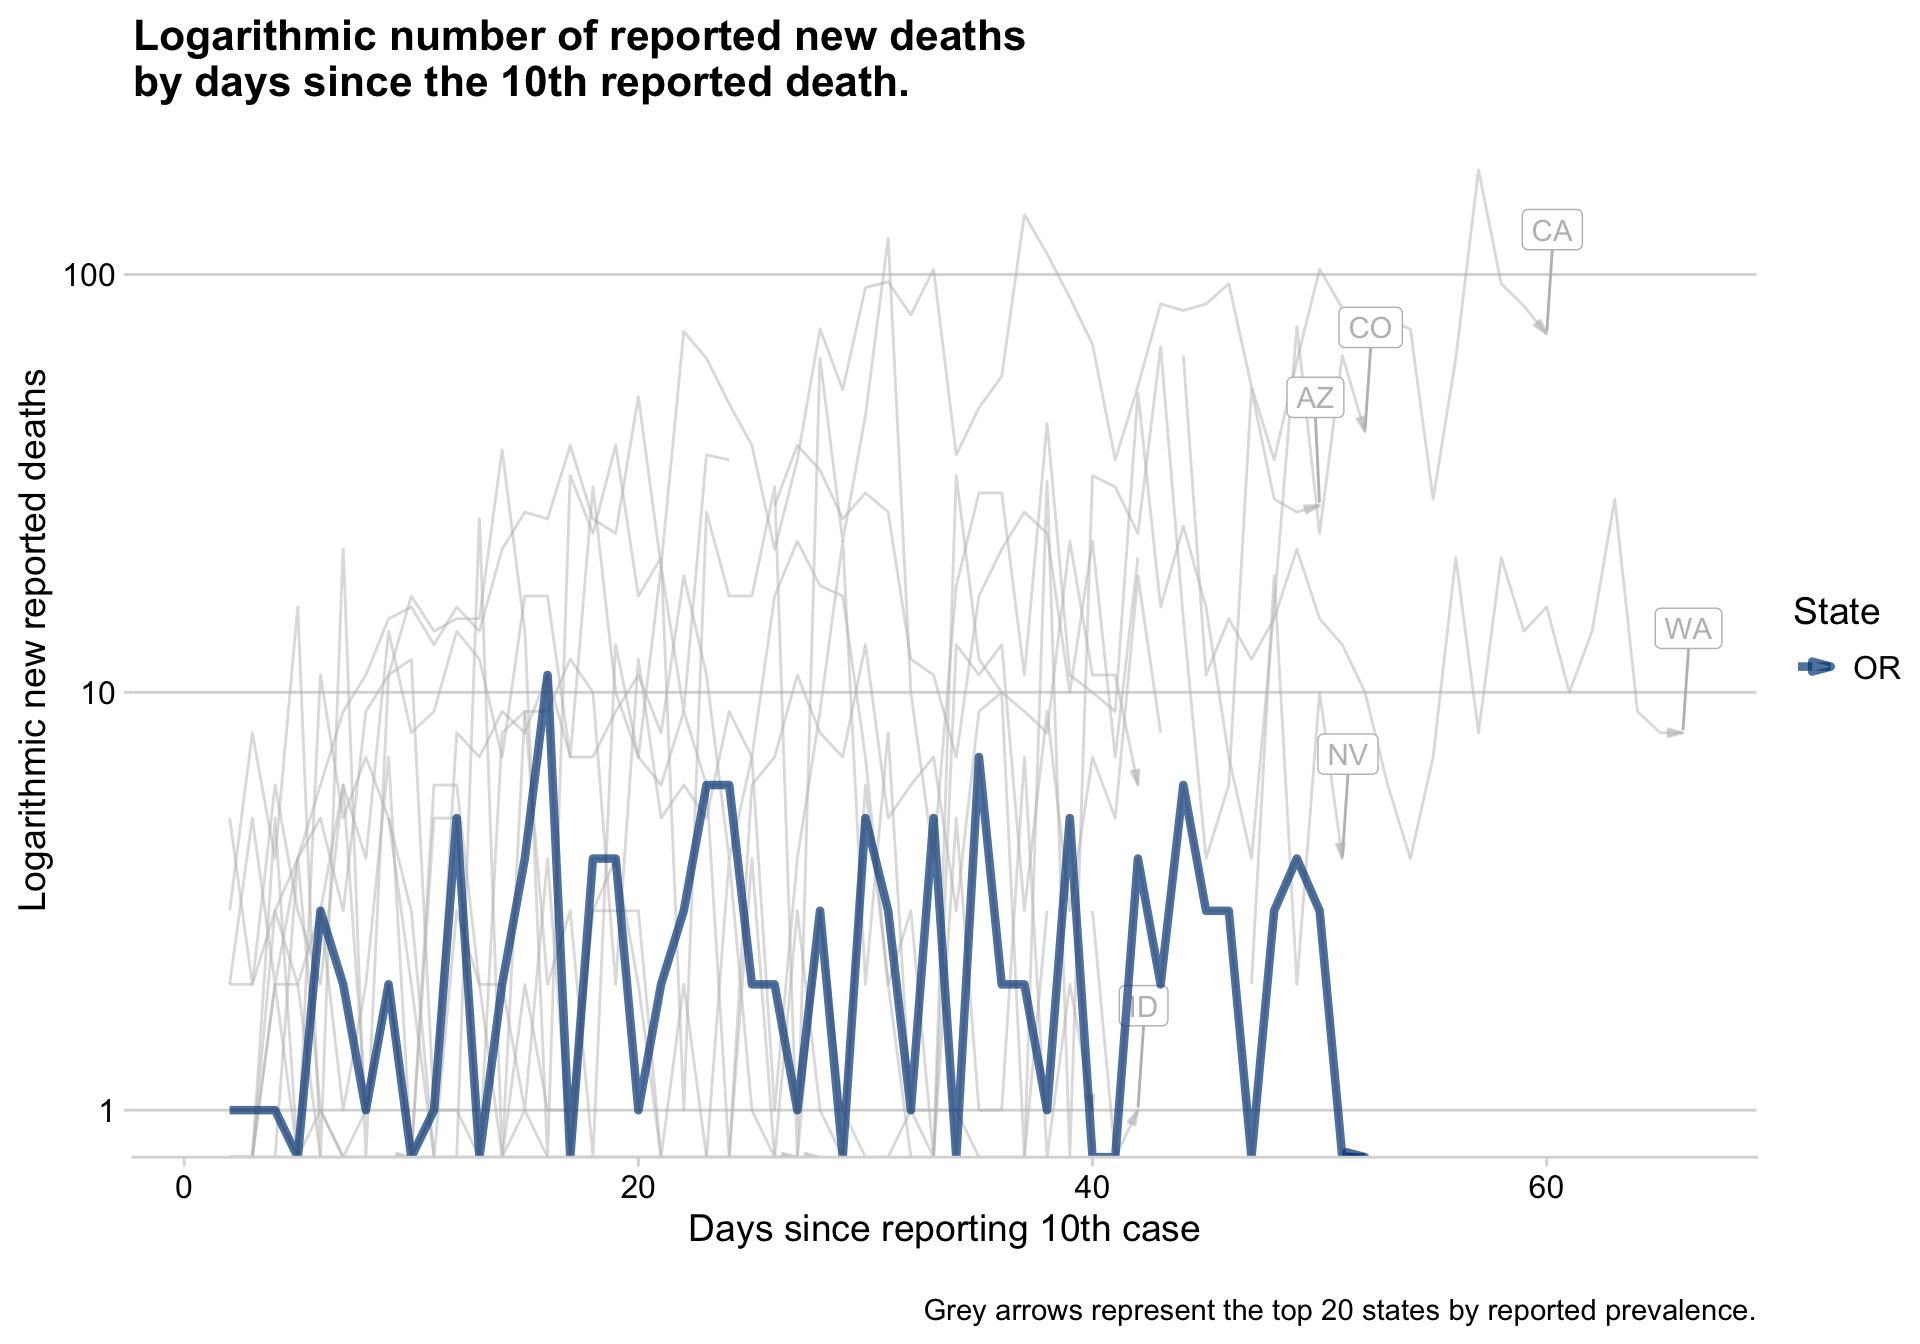 Logarithmic number of reported new deaths
by days since the 10th reported death.
Logarithmic new reported deaths
100
10
1
CA
CO
AZ
WA
NV
ID
State
OR
0
20
40
60
Days since reporting 10th case
Grey arrows represent the top 20 states by reported prevalence.